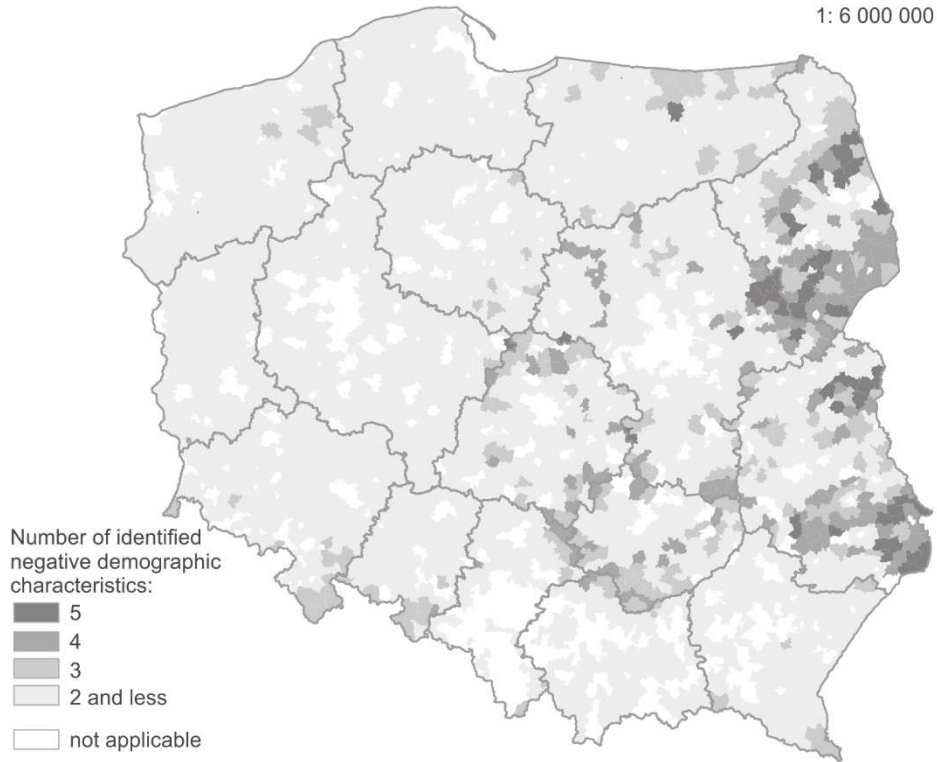 1: 6 000 000
Number of identified
negative demographic
characteristics:
5
4
3
2 and less
not applicable